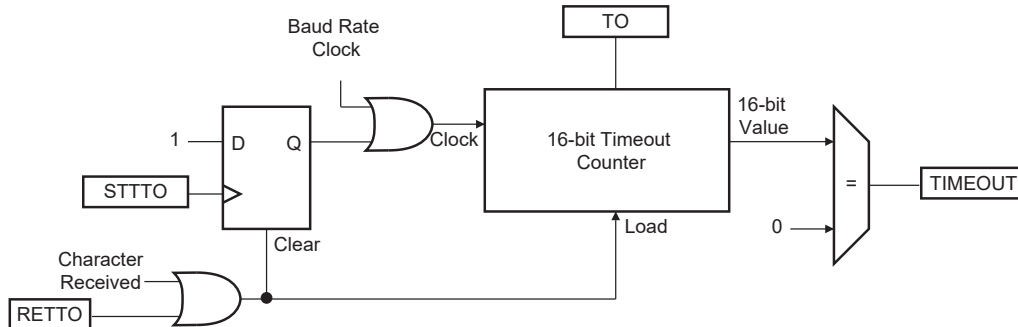 TO
Baud Rate
Clock
16-bit
Value
1
D
Q
Clock
16-bit Timeout
Counter
=
TIMEOUT
STTTO
Clear
Load
0
Character
Received
RETTO